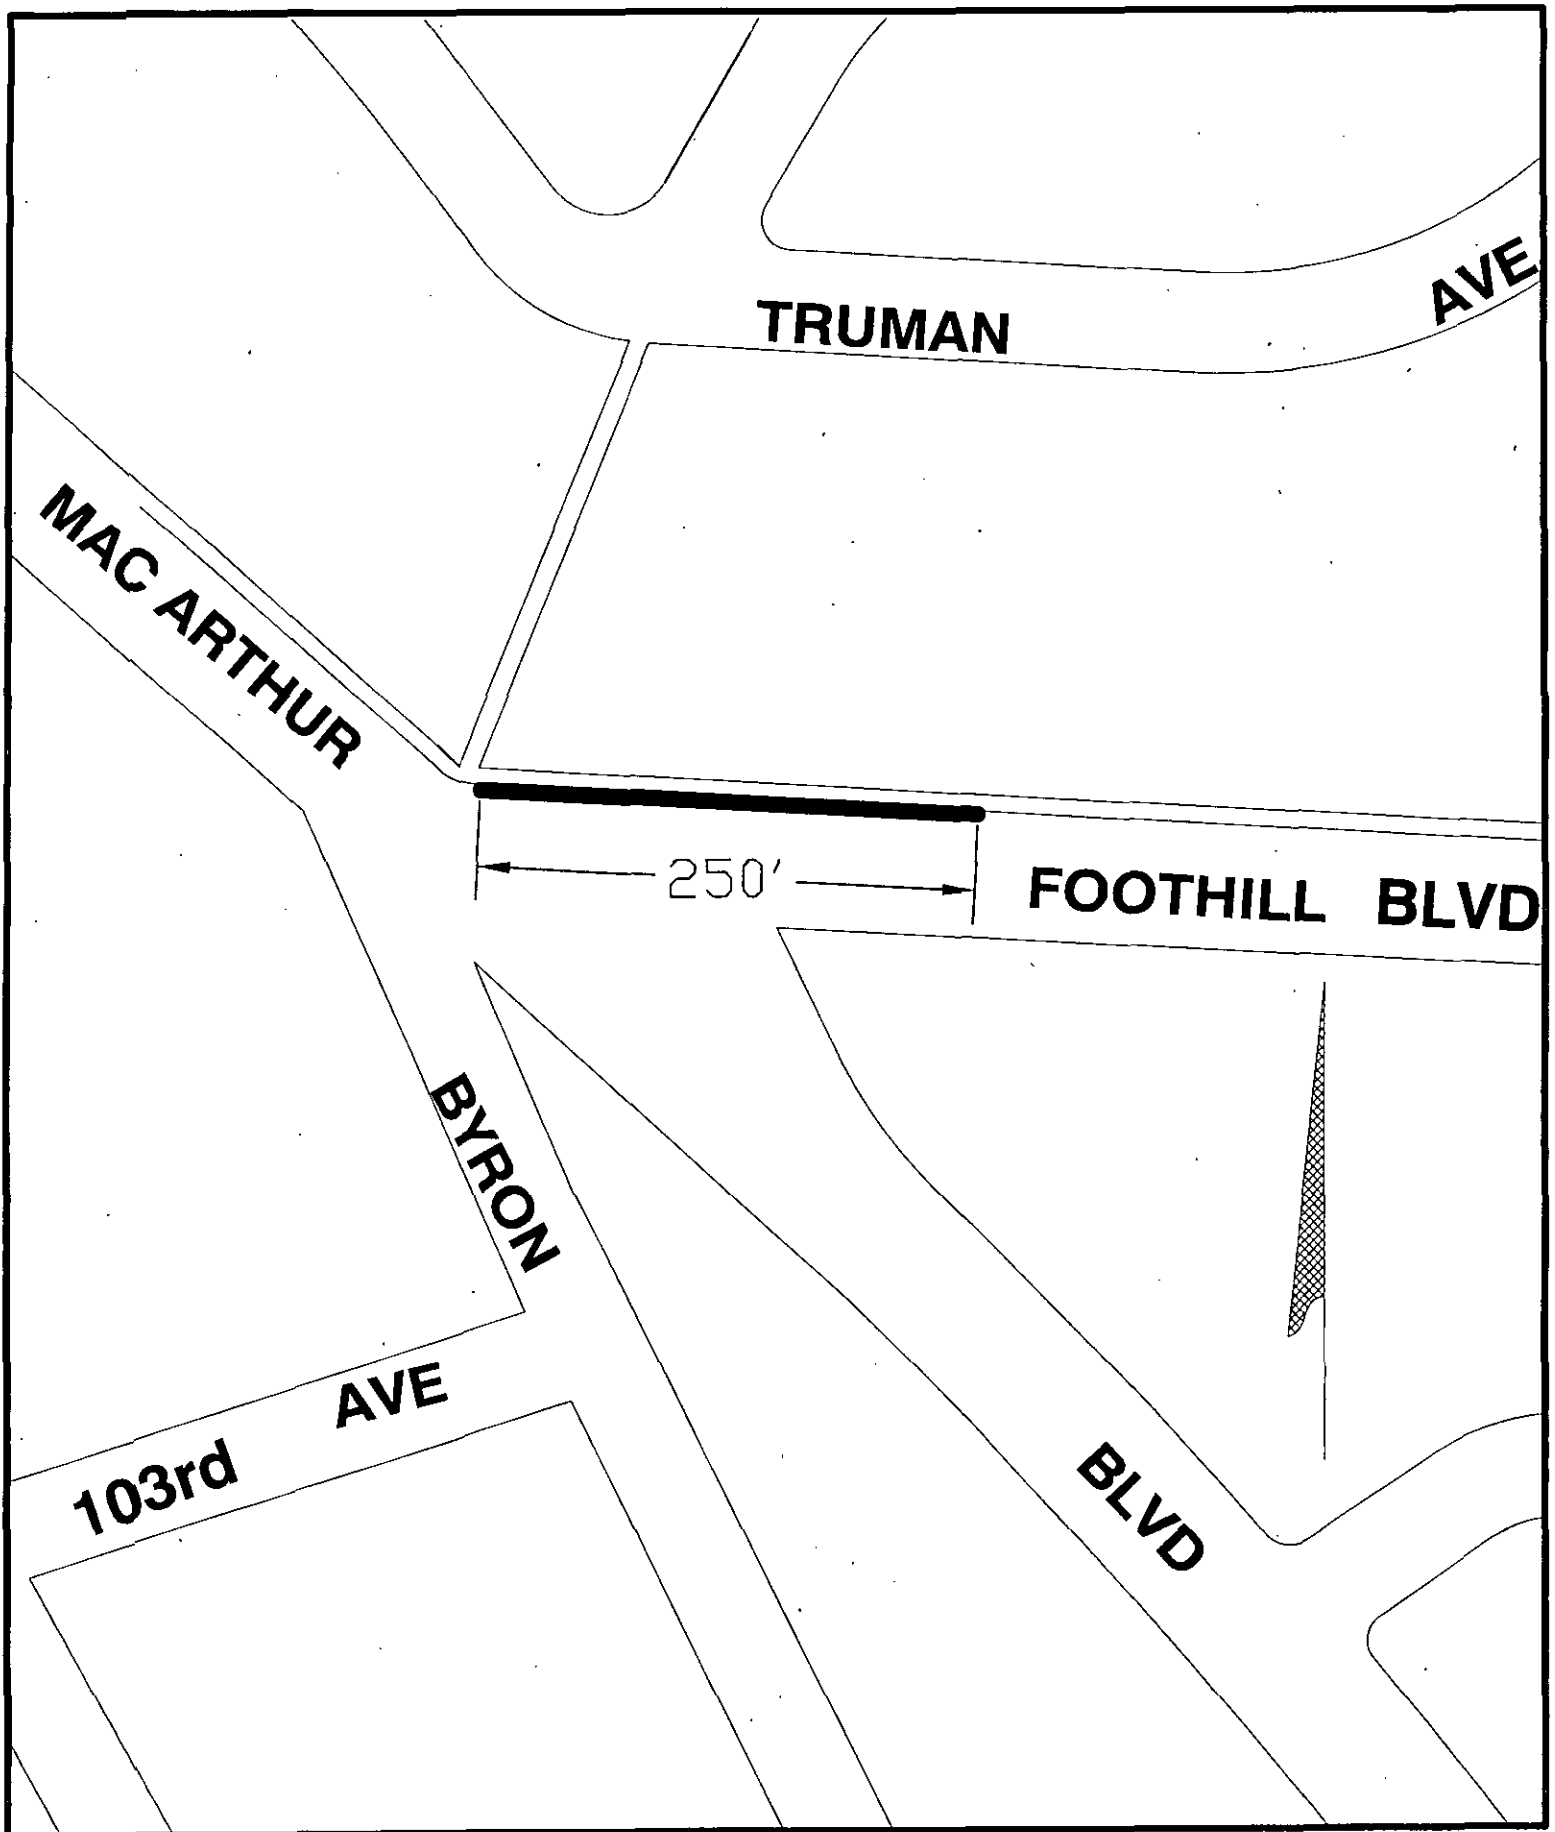 TRUMAN AVE
MAC ARTHUR
250'
FOOTHILL BLVD
BYRON
103rd AVE
BLVD